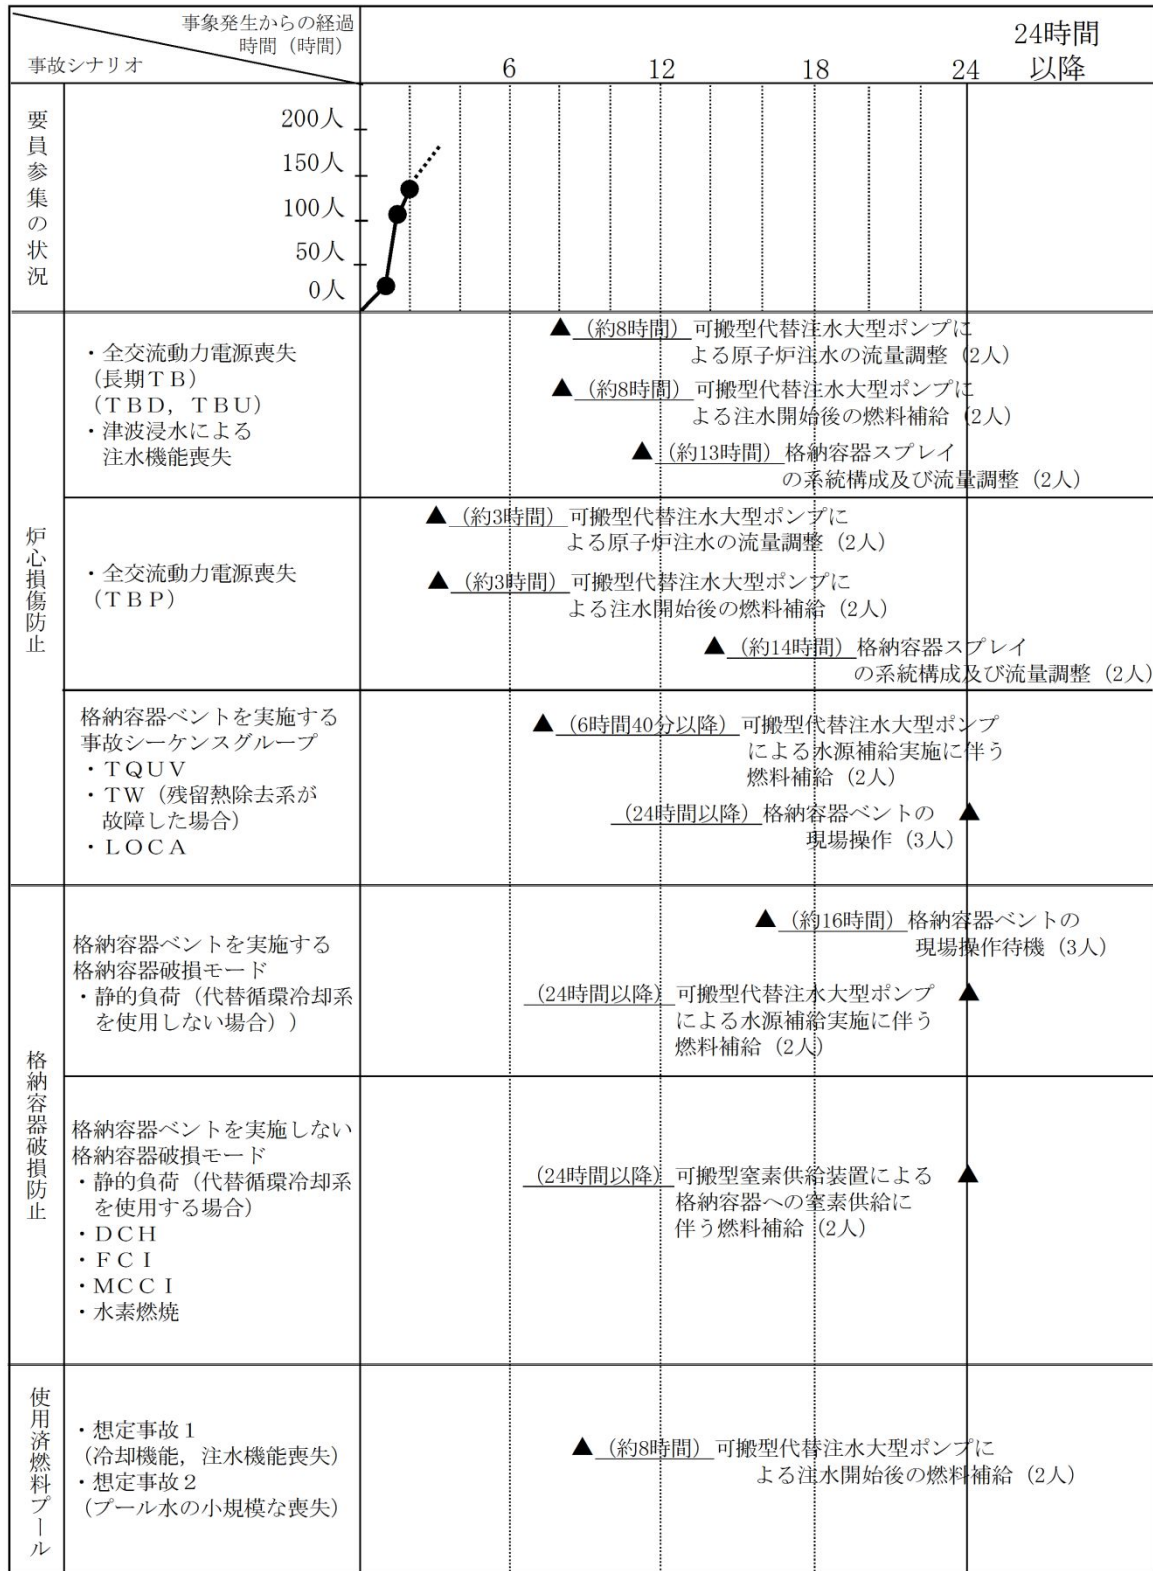 事象発生からの経過
時間（時間）
事故シナリオ
6
12
18
24
24時間
以降
要員参集の状況
200人
150人
100人
50人
0人
炉心損傷防止
・全交流動力電源喪失
（長期ＴＢ）
（ＴＢＤ，ＴＢＵ）
・津波浸水による
注水機能喪失
▲（約8時間）可搬型代替注水大型ポンプに
よる原子炉注水の流量調整（2人）
▲（約8時間）可搬型代替注水大型ポンプに
よる注水開始後の燃料補給（2人）
▲（約13時間）格納容器スプレイ
の系統構成及び流量調整（2人）
・全交流動力電源喪失
（ＴＢＰ）
▲（約3時間）可搬型代替注水大型ポンプに
よる原子炉注水の流量調整（2人）
▲（約3時間）可搬型代替注水大型ポンプに
よる注水開始後の燃料補給（2人）
▲（約14時間）格納容器スプレイ
の系統構成及び流量調整（2人）
格納容器ベントを実施する
事故シーケンスグループ
・ＴＱＵＶ
・ＴＷ（残留熱除去系が
故障した場合）
・ＬＯＣＡ
▲（6時間40分以降）可搬型代替注水大型ポンプ
による水源補給実施に伴う
燃料補給（2人）
（24時間以降）格納容器ベントの ▲
現場操作（3人）
格納容器破損防止
格納容器ベントを実施する
格納容器破損モード
・静的負荷（代替循環冷却系
を使用しない場合））
▲（約16時間）格納容器ベントの
現場操作待機（3人）
（24時間以降）可搬型代替注水大型ポンプ ▲
による水源補給実施に伴う
燃料補給（2人）
格納容器ベントを実施しない
格納容器破損モード
・静的負荷（代替循環冷却系
を使用する場合）
・ＤＣＨ
・ＦＣＩ
・ＭＣＣＩ
・水素燃焼
（24時間以降）可搬型窒素供給装置による ▲
格納容器への窒素供給に
伴う燃料補給（2人）
使用済燃料プール
・想定事故１
（冷却機能，注水機能喪失）
・想定事故２
（プール水の小規模な喪失）
▲（約8時間）可搬型代替注水大型ポンプに
よる注水開始後の燃料補給（2人）